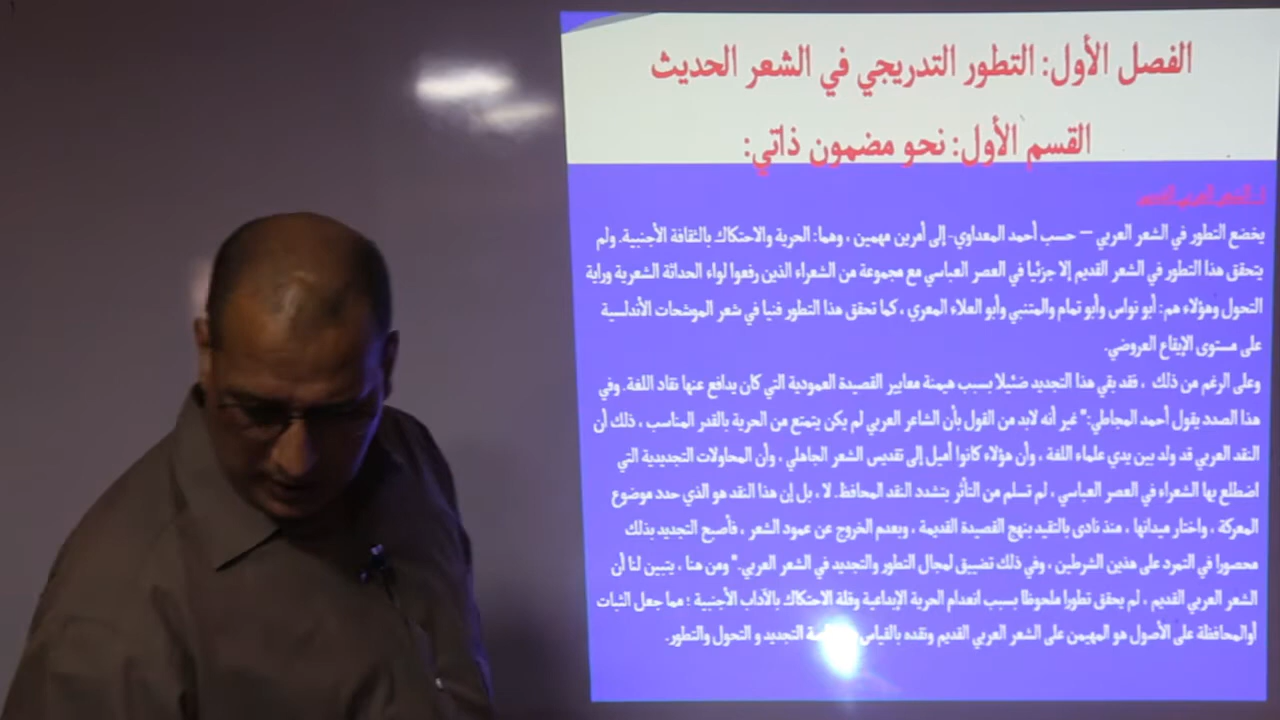 الفصل الأول: التطور التدريجي في الشعر الحديث
القسم الأول: نحو مضمون ذاتي:
يخضع التطور في الشعر العربي – حسب أحمد المعداوي- إلى أمرين مهمين ، وهما: الحرية والاحتكاك بالثقافة الأجنبية. ولم
يتحقق هذا التطور في الشعر القديم إلا جزئيا في العصر العباسي مع مجموعة من الشعراء الذين رفعوا لواء الحداثة الشعرية وراية
التحول وهؤلاء هم: أبو نواس وأبو تمام والمتنبي وأبو العلاء المعري ، كما تحقق هذا التطور فنيا في شعر الموشحات الأندلسية
على مستوى الإيقاع العروضي.
وعلى الرغم من ذلك ، فقد بقي هذا التجديد ضئيلا بسبب هيمنة معايير القصيدة العمودية التي كان يدافع عنها نقاد اللغة. وفي
هذا الصدد يقول أحمد المجاطي:" غير أنه لابد من القول بأن الشاعر العربي لم يكن يتمتع من الحرية بالقدر المناسب ، ذلك أن
النقد العربي قد ولد بين يدي علماء اللغة ، وأن هؤلاء كانوا أميل إلى تقديس الشعر الجاهلي ، وأن المحاولات التجديدية التي
اضطلع بها الشعراء في العصر العباسي ، لم تسلم من التأثر بتشدد النقد المحافظ. لا ، بل إن هذا النقد هو الذي حدد موضوع
المعركة ، واختار ميدانها ، منذ نادى بالتقيد بنهج القصيدة القديمة ، وبعدم الخروج عن عمود الشعر ، فأصبح التجديد بذلك
محصورا في التمرد على هذين الشرطين ، وفي ذلك تضييق لمجال التطور والتجديد في الشعر العربي." ومن هنا ، يتبين لنا أن
الشعر العربي القديم ، لم يحقق تطورا ملحوظا بسبب انعدام الحرية الإبداعية وقلة الاحتكاك بالآداب الأجنبية ؛ مما جعل الثبات
أوالمحافظة على الأصول هو المهيمن على الشعر العربي القديم ونقده بالقياس التجديد و التحول والتطور.